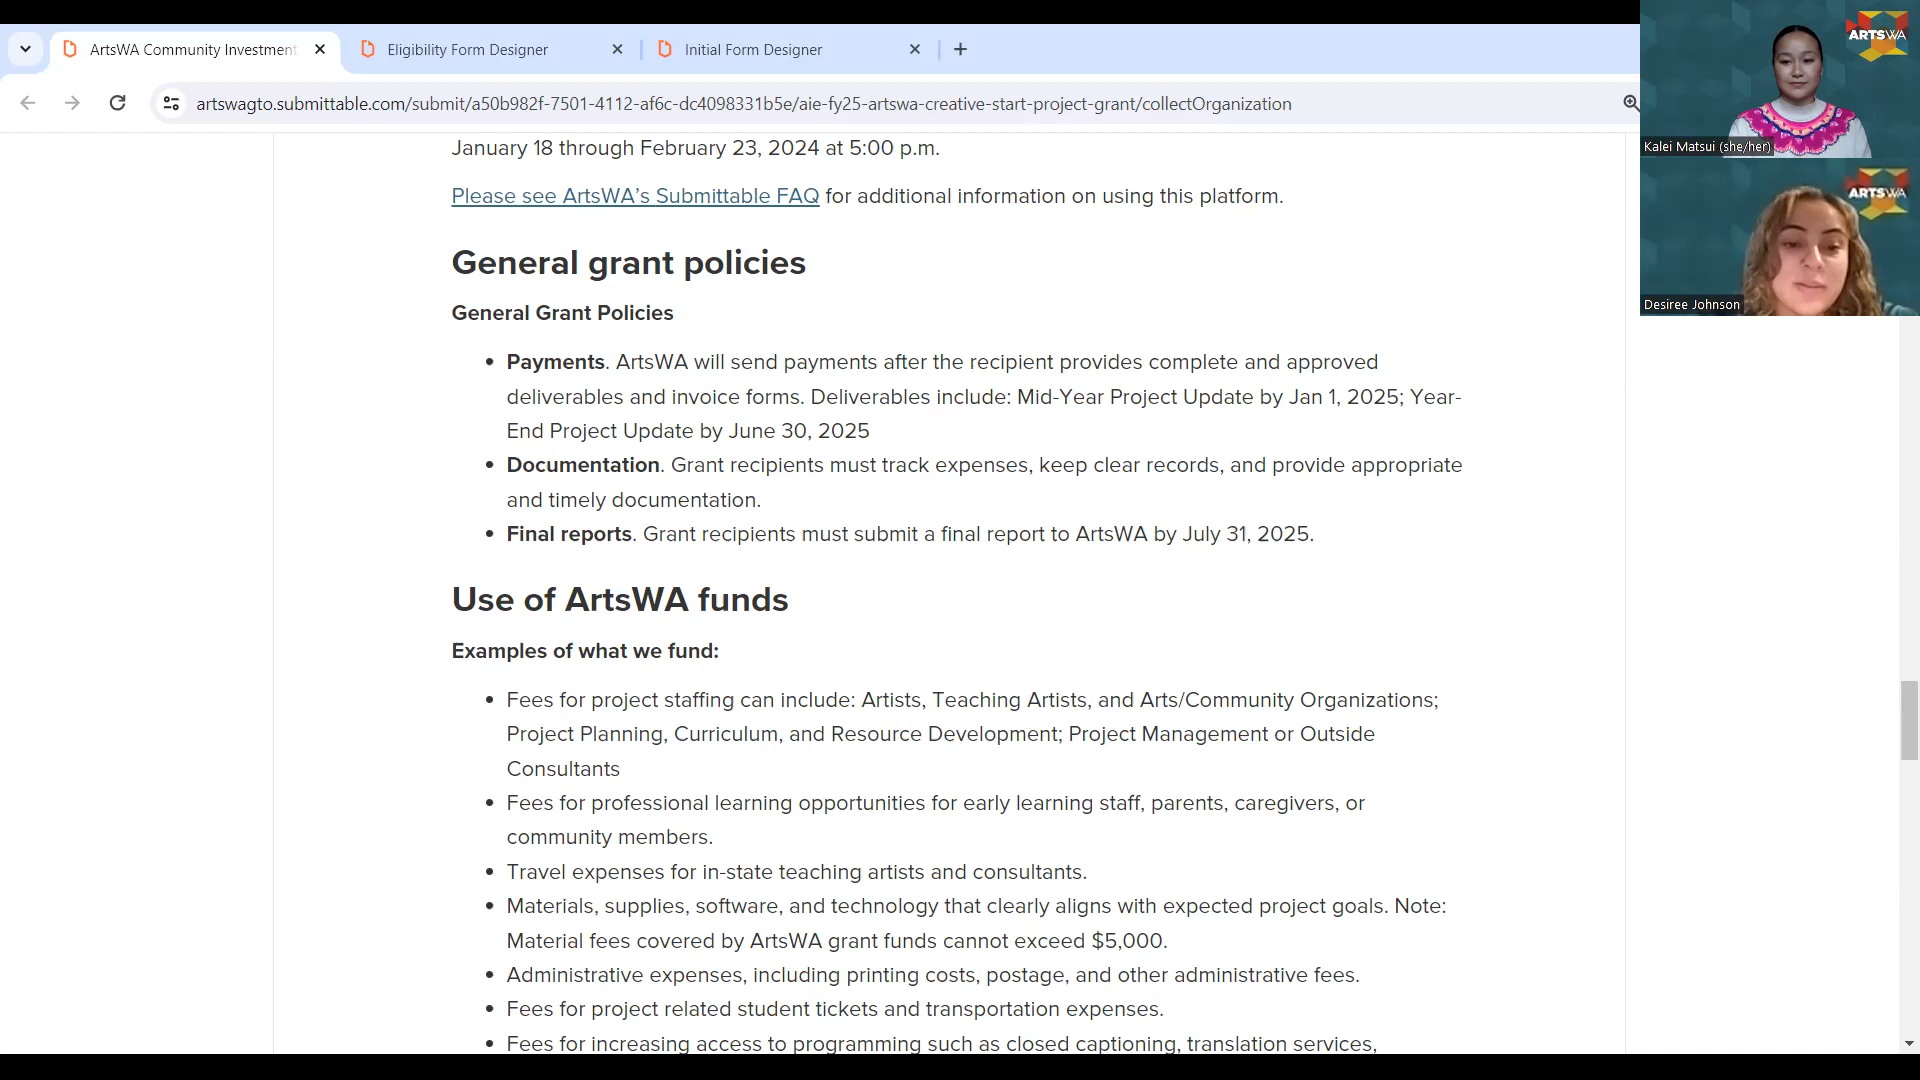 ArtsWA Community Investment
Eligibility Form Designer
Initial Form Designer
artswagto.submittable.com/submit/a50b982f-7501-4112-af6c-dc4098331b5e/aie-fy25-artswa-creative-start-project-grant/collectOrganization
ARTSWA
Kalei Matsui (she/her)
ARTSWA
Desiree Johnson
January 18 through February 23, 2024 at 5:00 p.m.
Please see ArtsWA’s Submittable FAQ for additional information on using this platform.
General grant policies
General Grant Policies
• Payments. ArtsWA will send payments after the recipient provides complete and approved
deliverables and invoice forms. Deliverables include: Mid-Year Project Update by Jan 1, 2025; Year-
End Project Update by June 30, 2025
• Documentation. Grant recipients must track expenses, keep clear records, and provide appropriate
and timely documentation.
• Final reports. Grant recipients must submit a final report to ArtsWA by July 31, 2025.
Use of ArtsWA funds
Examples of what we fund:
• Fees for project staffing can include: Artists, Teaching Artists, and Arts/Community Organizations;
Project Planning, Curriculum, and Resource Development; Project Management or Outside
Consultants
• Fees for professional learning opportunities for early learning staff, parents, caregivers, or
community members.
• Travel expenses for in-state teaching artists and consultants.
• Materials, supplies, software, and technology that clearly aligns with expected project goals. Note:
Material fees covered by ArtsWA grant funds cannot exceed $5,000.
• Administrative expenses, including printing costs, postage, and other administrative fees.
• Fees for project related student tickets and transportation expenses.
• Fees for increasing access to programming such as closed captioning, translation services,